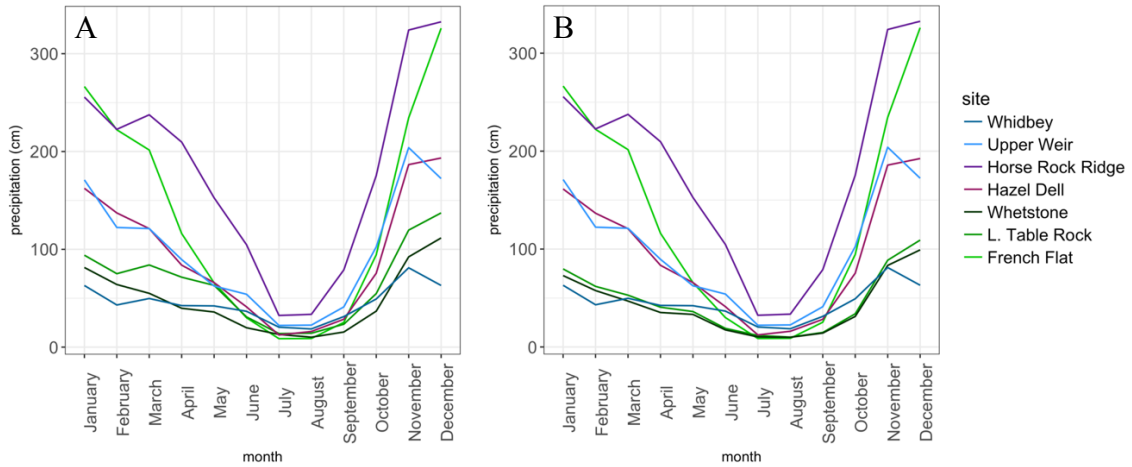 A
precipitation (cm)
300
200
100
0
January
February
March
April
May
June
July
August
September
October
November
December
month
B
precipitation (cm)
300
200
100
0
January
February
March
April
May
June
July
August
September
October
November
December
month
site
Whidbey
Upper Weir
Horse Rock Ridge
Hazel Dell
Whetstone
L. Table Rock
French Flat